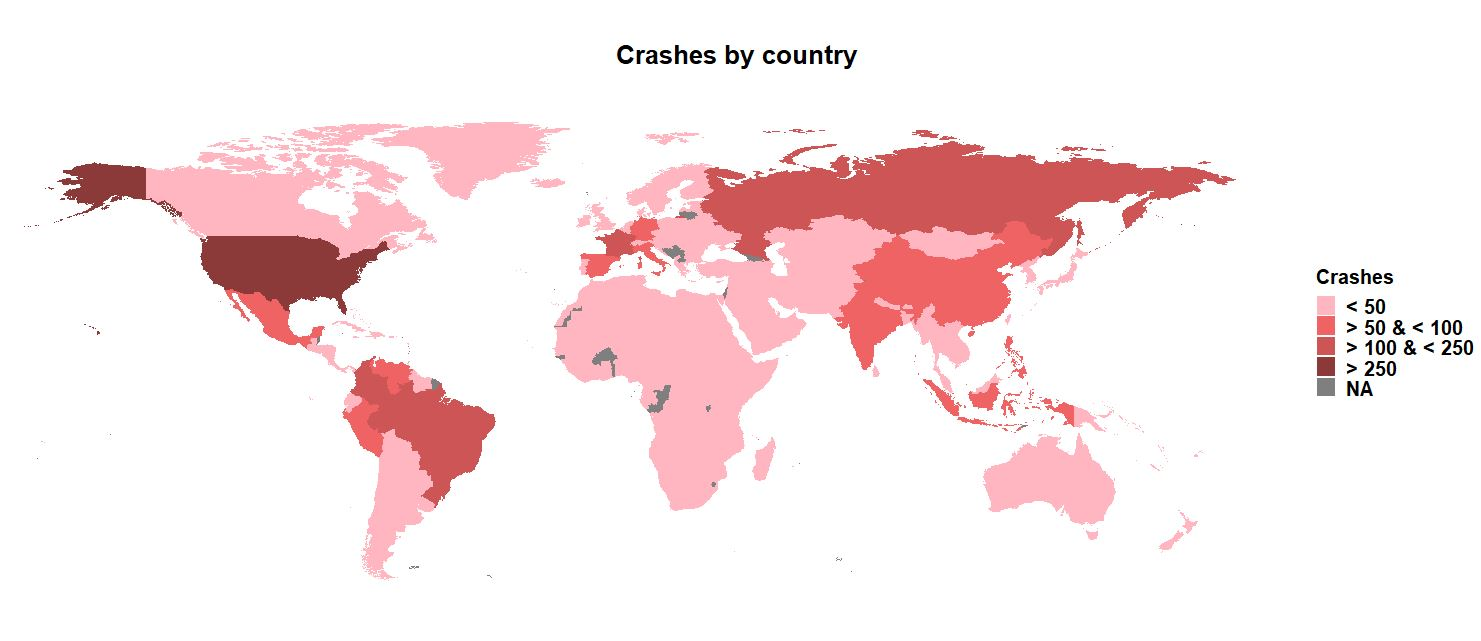 Crashes by country
Crashes
< 50
> 50 & < 100
> 100 & < 250
> 250
NA